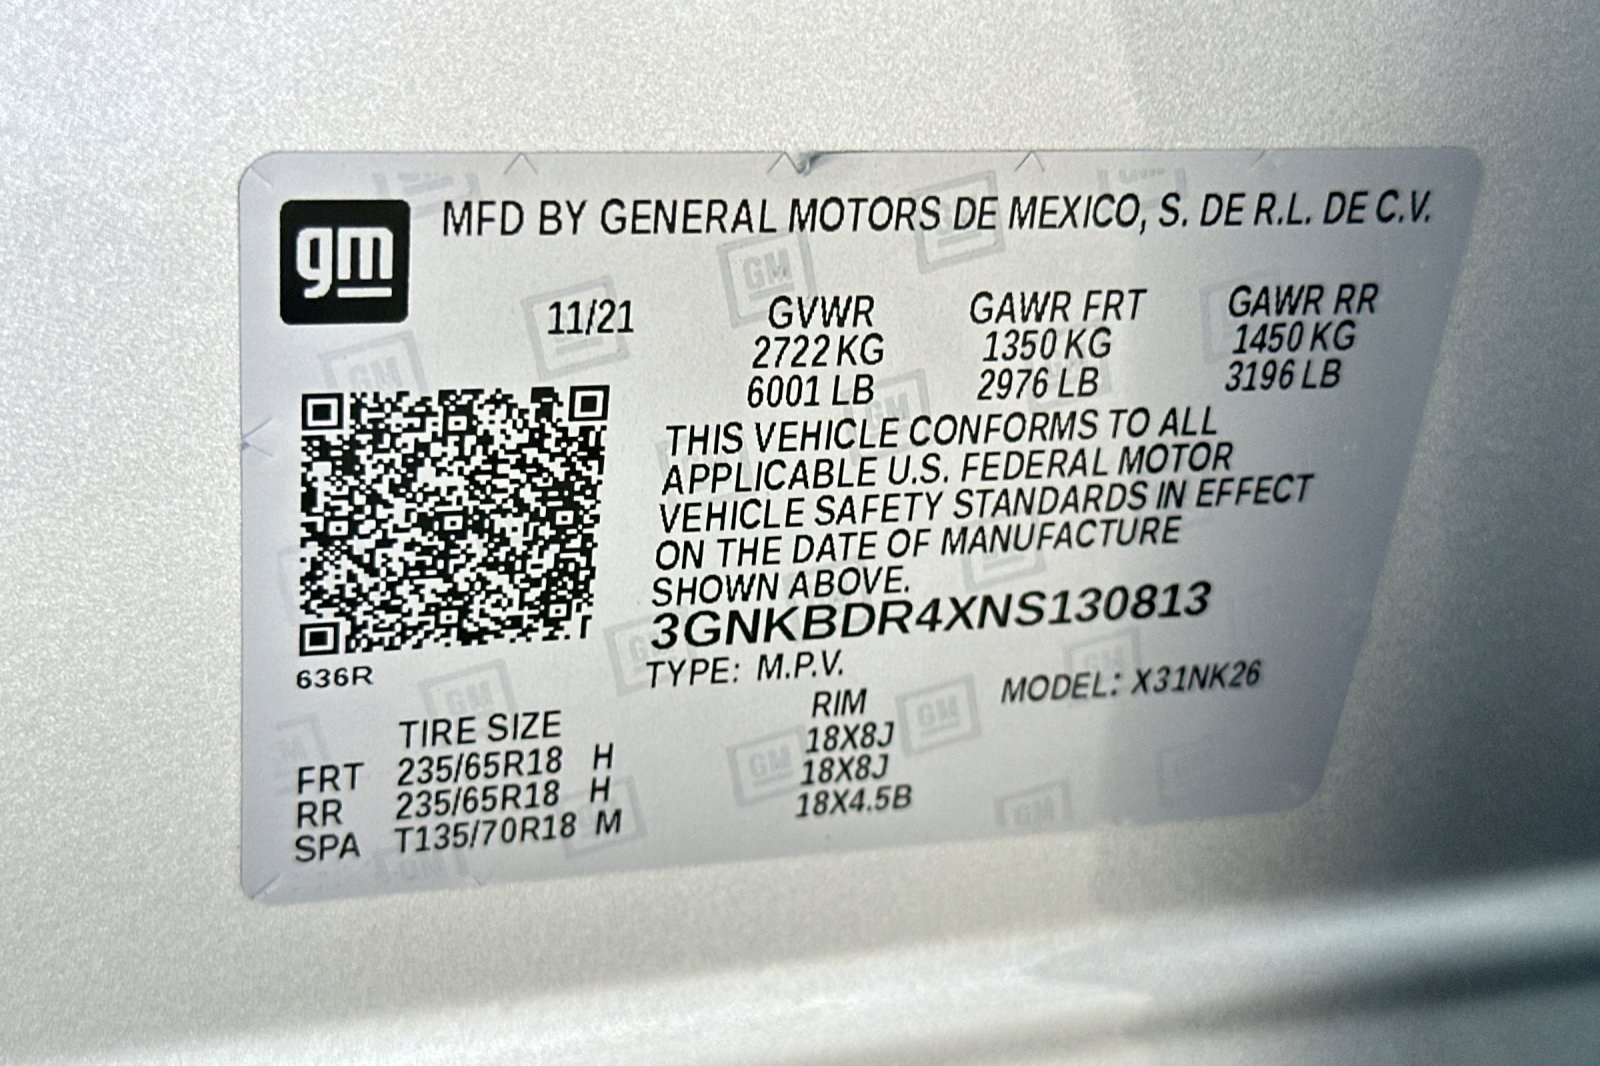 gm
MFD BY GENERAL MOTORS DE MEXICO, S. DE R.L. DE C.V.
11/21 GVWR GAWR FRT GAWR RR
2722 KG 1350 KG 1450 KG
6001 LB 2976 LB 3196 LB
THIS VEHICLE CONFORMS TO ALL
APPLICABLE U.S. FEDERAL MOTOR
VEHICLE SAFETY STANDARDS IN EFFECT
ON THE DATE OF MANUFACTURE
SHOWN ABOVE.
3GNKBDR4XNS130813
636R
TYPE: M.P.V. MODEL: X31NK26
TIRE SIZE RIM
FRT 235/65R18 H 18X8J
RR 235/65R18 H 18X8J
SPA T135/70R18 M 18X4.5B